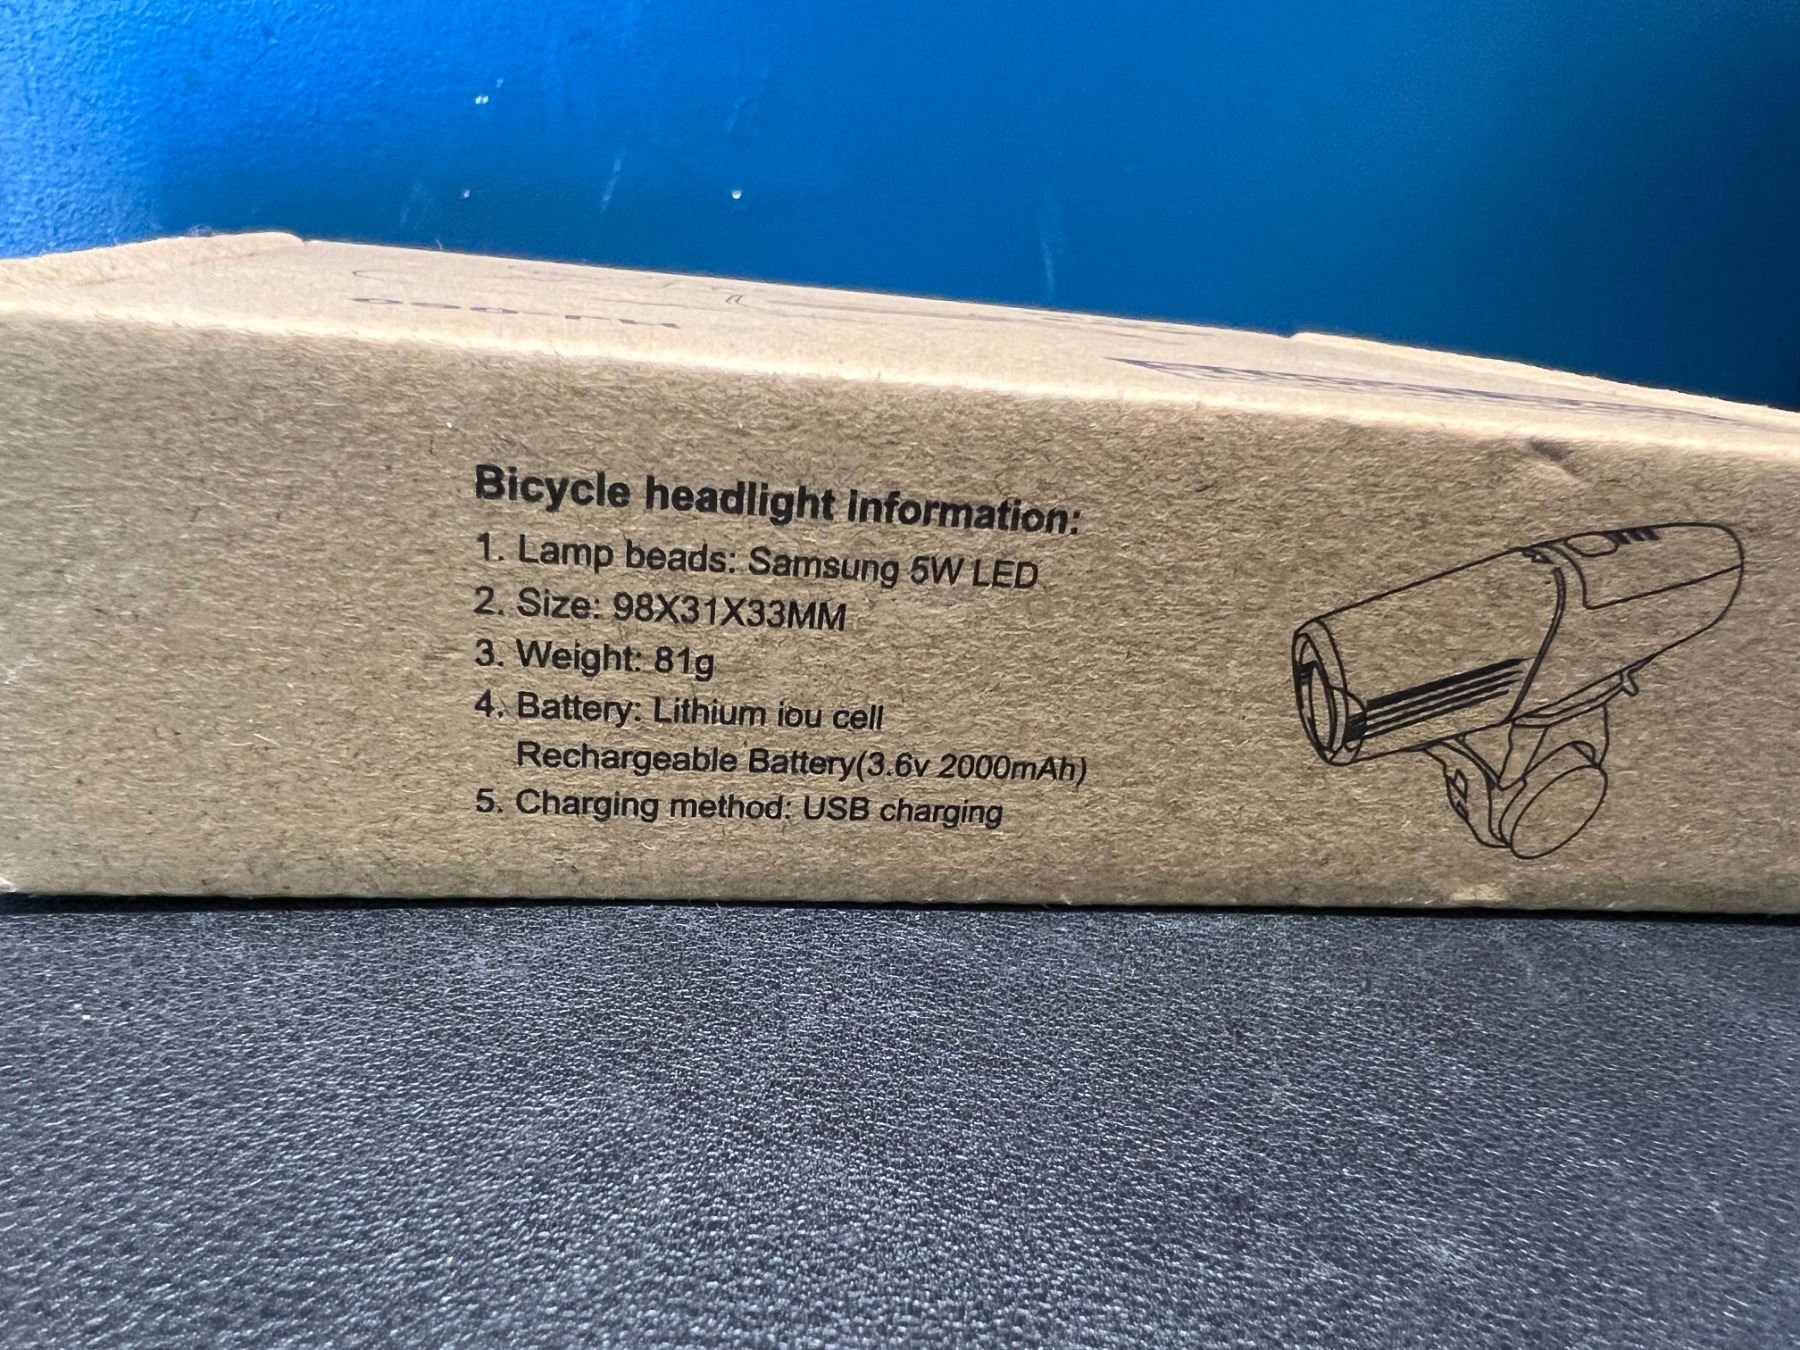 Bicycle headlight information:
1. Lamp beads: Samsung 5W LED
2. Size: 98X31X33MM
3. Weight: 81g
4. Battery: Lithium iou cell
Rechargeable Battery(3.6v 2000mAh)
5. Charging method: USB charging